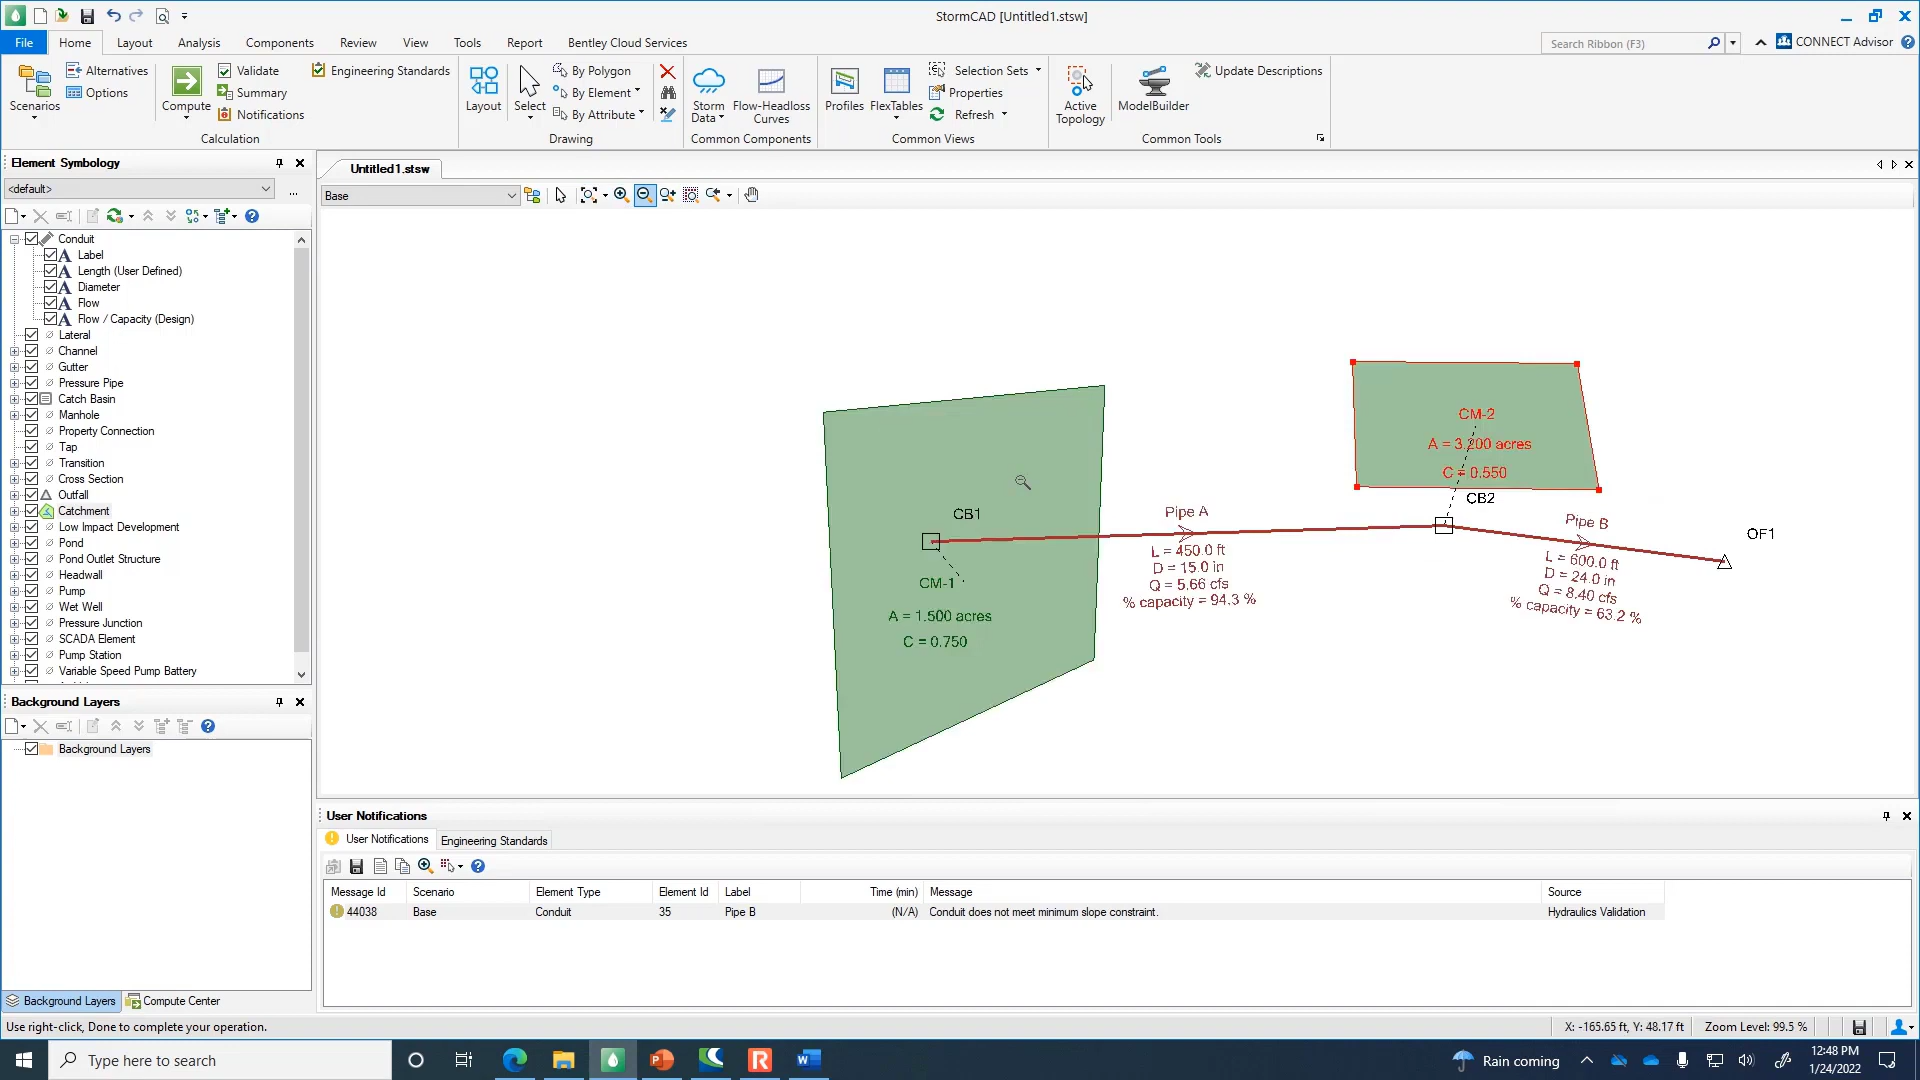 StormCAD [Untitled1.stsw]
File Home Layout Analysis Components Review View Tools Report Bentley Cloud Services
Search Ribbon (F3) CONNECT Advisor
Scenarios Alternatives Options
Compute Validate Summary Notifications Engineering Standards
Calculation
Layout Select By Polygon By Element By Attribute
Drawing
Storm Data Flow-Headloss Curves
Common Components
Profiles FlexTables Selection Sets Properties Refresh
Common Views
Active Topology ModelBuilder Update Descriptions
Common Tools
Element Symbology
<default>
...
Conduit
Label
Length (User Defined)
Diameter
Flow
Flow / Capacity (Design)
Lateral
Channel
Gutter
Pressure Pipe
Catch Basin
Manhole
Property Connection
Tap
Transition
Cross Section
Outfall
Catchment
Low Impact Development
Pond
Pond Outlet Structure
Headwall
Pump
Wet Well
Pressure Junction
SCADA Element
Pump Station
Variable Speed Pump Battery
Background Layers
Background Layers
Background Layers Compute Center
Untitled1.stsw
Base
CM-2
A = 3.200 acres
C = 0.550
CB2
CB1
Pipe A
L = 450.0 ft
D = 15.0 in
Q = 5.66 cfs
% capacity = 94.3 %
Pipe B
L = 600.0 ft
D = 24.0 in
Q = 8.40 cfs
% capacity = 63.2 %
OF1
CM-1
A = 1.500 acres
C = 0.750
User Notifications
User Notifications Engineering Standards
Message Id Scenario Element Type Element Id Label Time (min) Message Source
44038 Base Conduit 35 Pipe B (N/A) Conduit does not meet minimum slope constraint. Hydraulics Validation
Use right-click, Done to complete your operation.
X: -165.65 ft, Y: 48.17 ft Zoom Level: 99.5 %
Type here to search
Rain coming
12:48 PM
1/24/2022